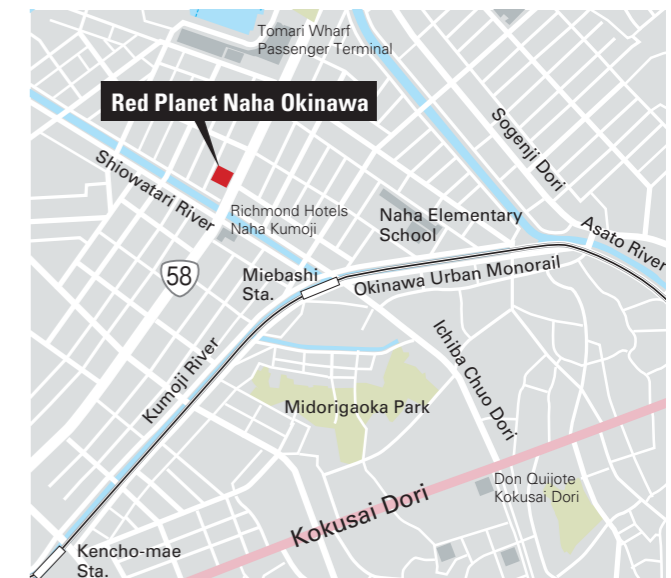 Tomari Wharf
Passenger Terminal
Red Planet Naha Okinawa
Sogenji Dori
Shiowatari River
Richmond Hotels
Naha Kumoji
Naha Elementary
School
Asato River
58
Miebashi
Sta.
Okinawa Urban Monorail
Kumoji River
Ichiba Chuo Dori
Midorigaoka Park
Don Quijote
Kokusai Dori
Kokusai Dori
Kencho-mae
Sta.